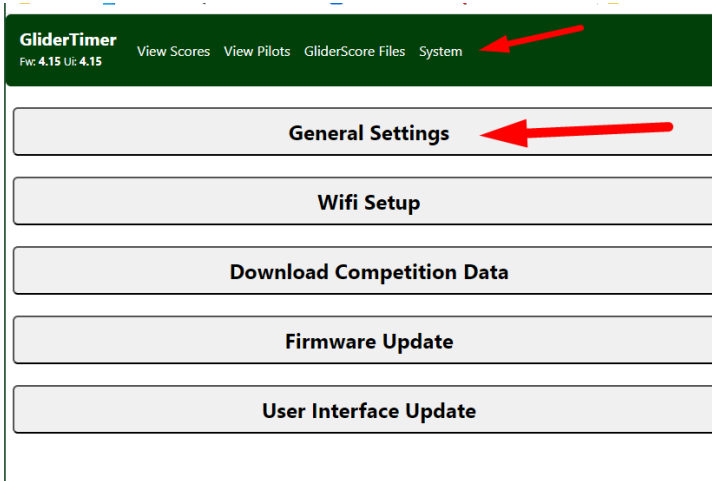 GliderTimer
Fw: 4.15 Ui: 4.15
View Scores View Pilots GliderScore Files System
General Settings
Wifi Setup
Download Competition Data
Firmware Update
User Interface Update